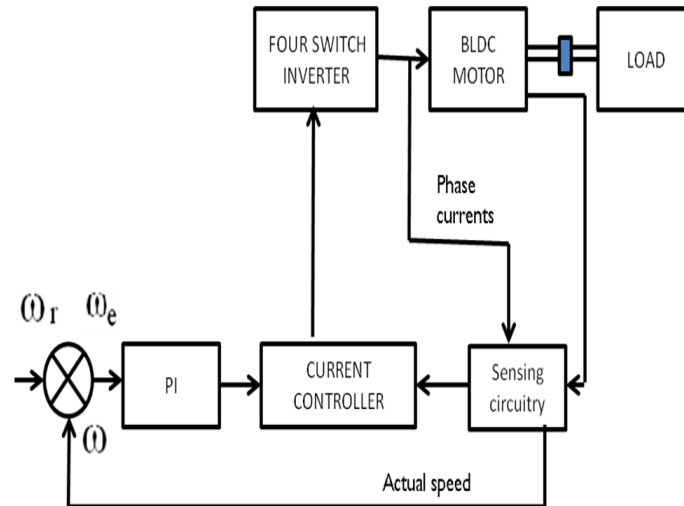 FOUR SWITCH
INVERTER
BLDC
MOTOR
LOAD
Phase
currents
ωr
ωe
PI
CURRENT
CONTROLLER
Sensing
circuitry
ω
Actual speed